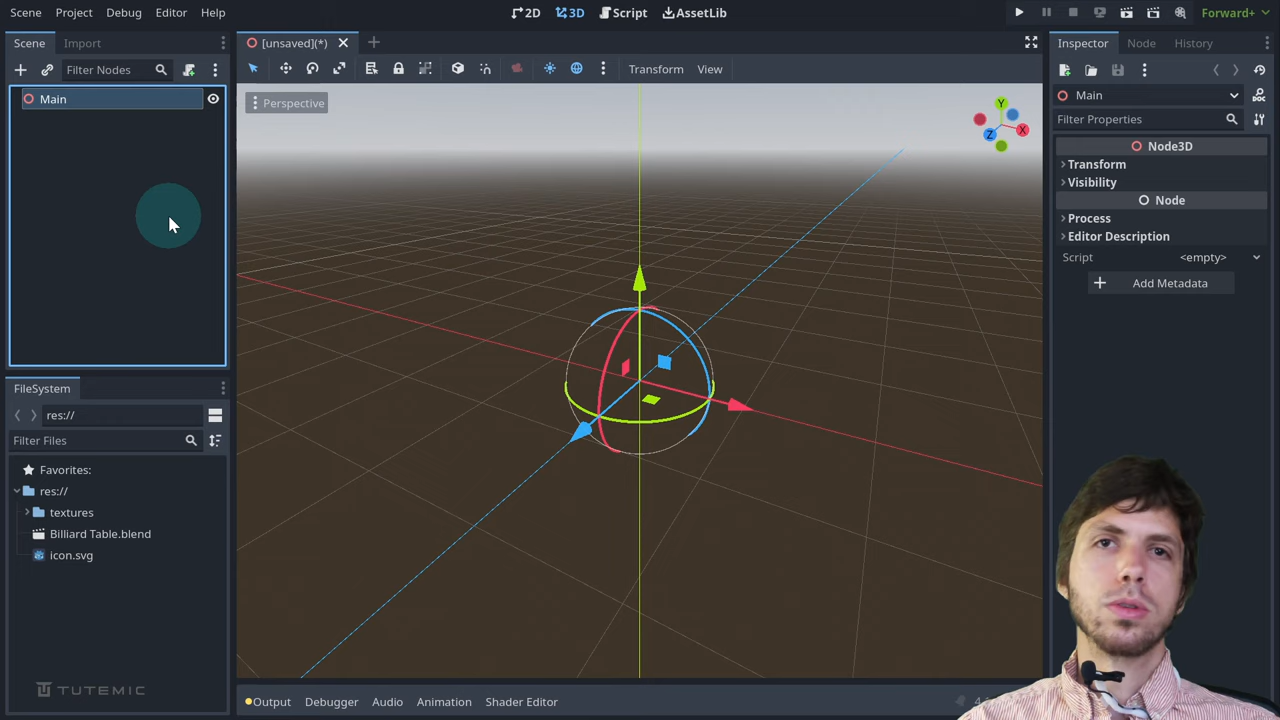 Scene Project Debug Editor Help
2D 3D Script AssetLib
Forward+
Scene Import
[unsaved](*)
Inspector Node History
Filter Nodes
Transform View
Main
Perspective
Y
X
Z
Main
Filter Properties
Node3D
Transform
Visibility
Node
Process
Editor Description
Script <empty>
Add Metadata
FileSystem
res://
Filter Files
Favorites:
res://
textures
Billiard Table.blend
icon.svg
TUTEMIC
Output Debugger Audio Animation Shader Editor